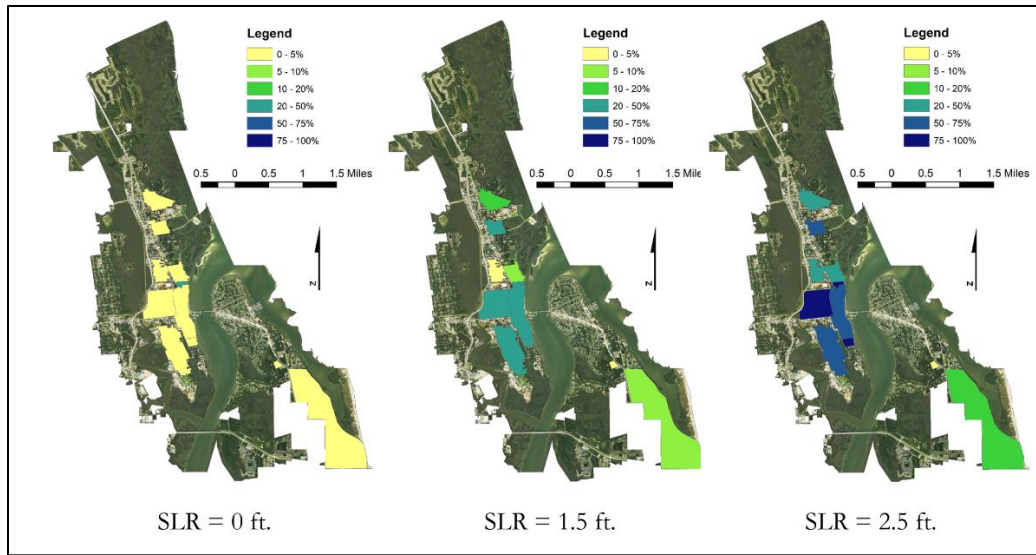 Legend
0 - 5%
5 - 10%
10 - 20%
20 - 50%
50 - 75%
75 - 100%
0.5 0 0.5 1 1.5 Miles
N
SLR = 0 ft.
Legend
0 - 5%
5 - 10%
10 - 20%
20 - 50%
50 - 75%
75 - 100%
0.5 0 0.5 1 1.5 Miles
N
SLR = 1.5 ft.
Legend
0 - 5%
5 - 10%
10 - 20%
20 - 50%
50 - 75%
75 - 100%
0.5 0 0.5 1 1.5 Miles
N
SLR = 2.5 ft.